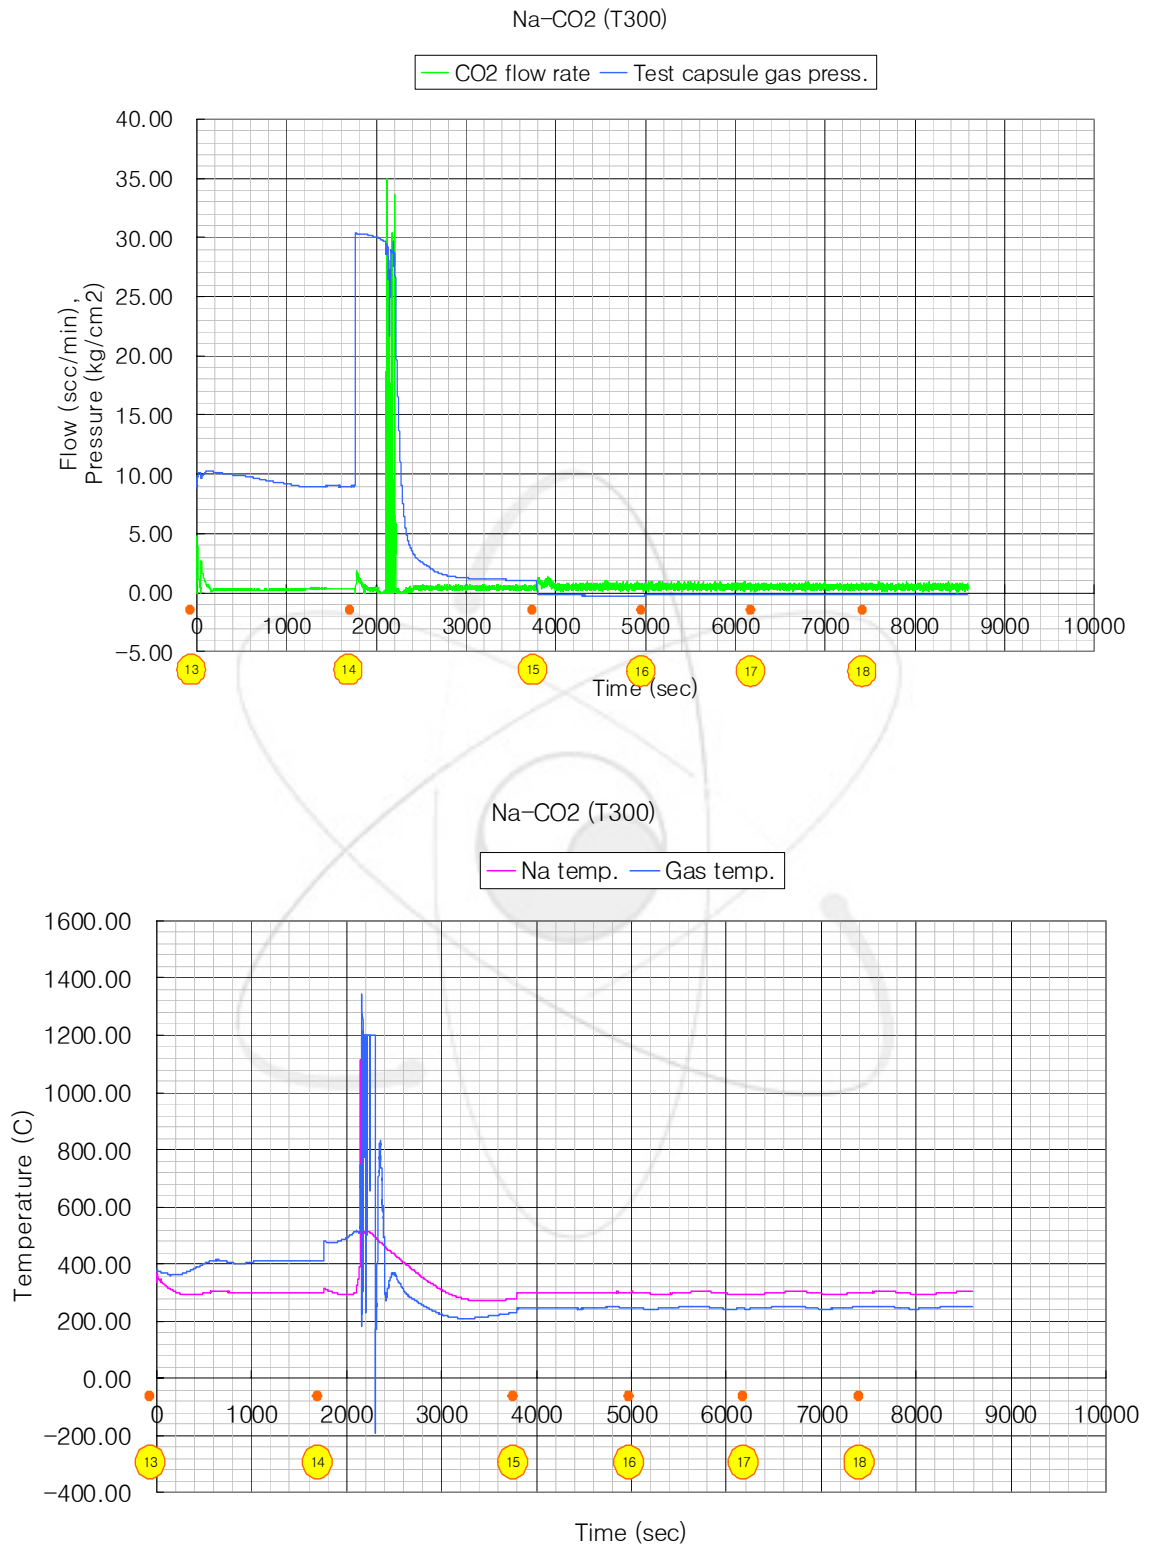 Na-CO2 (T300)
CO2 flow rate
Test capsule gas press.
40.00
35.00
30.00
25.00
20.00
15.00
10.00
5.00
0.00
-5.00
Flow (scc/min),
Pressure (kg/cm2)
0 1000 2000 3000 4000 5000 6000 7000 8000 9000 10000
13 14 15 16 17 18
Time (sec)
Na-CO2 (T300)
Na temp.
Gas temp.
1600.00
1400.00
1200.00
1000.00
800.00
600.00
400.00
200.00
0.00
-200.00
-400.00
Temperature (C)
0 1000 2000 3000 4000 5000 6000 7000 8000 9000 10000
13 14 15 16 17 18
Time (sec)